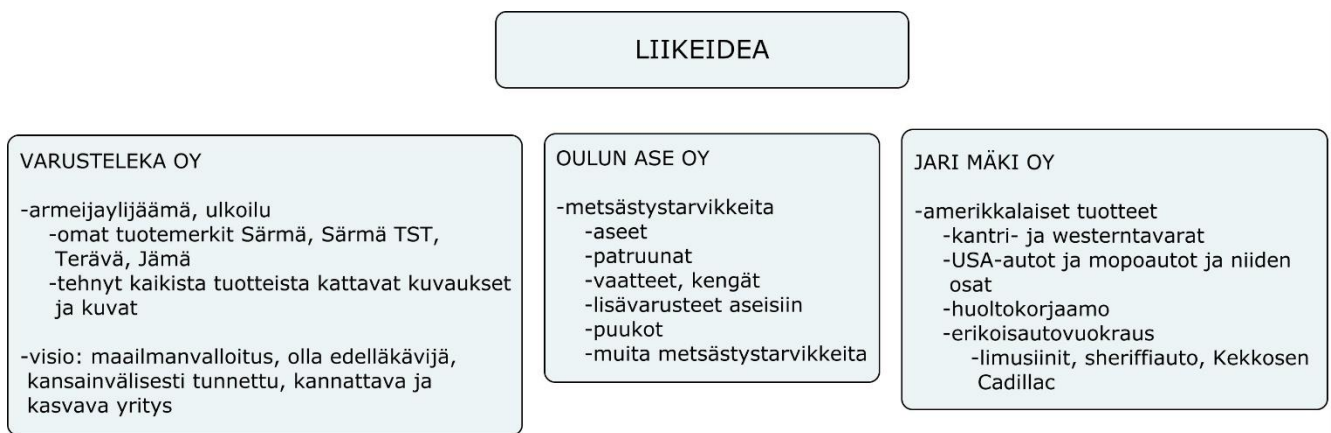 LIIKEIDEA
VARUSTELEKA OY
-armeijaylijäämä, ulkoilu
-omat tuotemerkit Särmä, Särmä TST,
Terävä, Jämä
-tehnyt kaikista tuotteista kattavat kuvaukset
ja kuvat
-visio: maailmanvalloitus, olla edelläkävijä,
kansainvälisesti tunnettu, kannattava ja
kasvava yritys
OULUN ASE OY
-metsästystarvikkeita
-aseet
-patruunat
-vaatteet, kengät
-lisävarusteet aseisiin
-puukot
-muita metsästystarvikkeita
JARI MÄKI OY
-amerikkalaiset tuotteet
-kantri- ja westerntavarat
-USA-autot ja mopoautot ja niiden
osat
-huoltokorjaamo
-erikoisautovuokraus
-limusiinit, sheriffiauto, Kekkosen
Cadillac